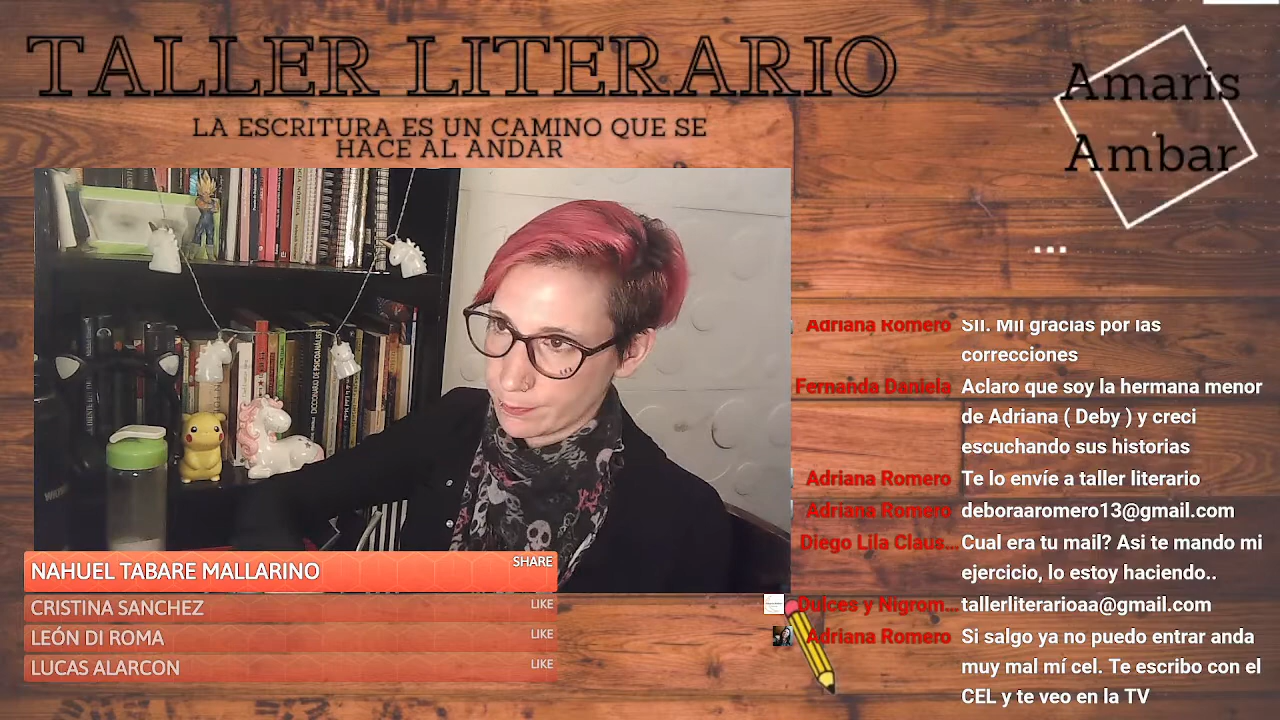 TALLER LITERARIO
LA ESCRITURA ES UN CAMINO QUE SE
HACE AL ANDAR
Amaris
Ambar
...
Adriana Romero SII. Mil gracias por las
correcciones
Fernanda Daniela Aclaro que soy la hermana menor
de Adriana ( Deby ) y creci
escuchando sus historias
Adriana Romero Te lo envíe a taller literario
Adriana Romero deboraaromero13@gmail.com
Diego Lila Claus... Cual era tu mail? Asi te mando mi
ejercicio, lo estoy haciendo..
Dulces y Nigrom... tallerliterarioaa@gmail.com
Adriana Romero Si salgo ya no puedo entrar anda
muy mal mí cel. Te escribo con el
CEL y te veo en la TV
NAHUEL TABARE MALLARINO SHARE
CRISTINA SANCHEZ LIKE
LEÓN DI ROMA LIKE
LUCAS ALARCON LIKE